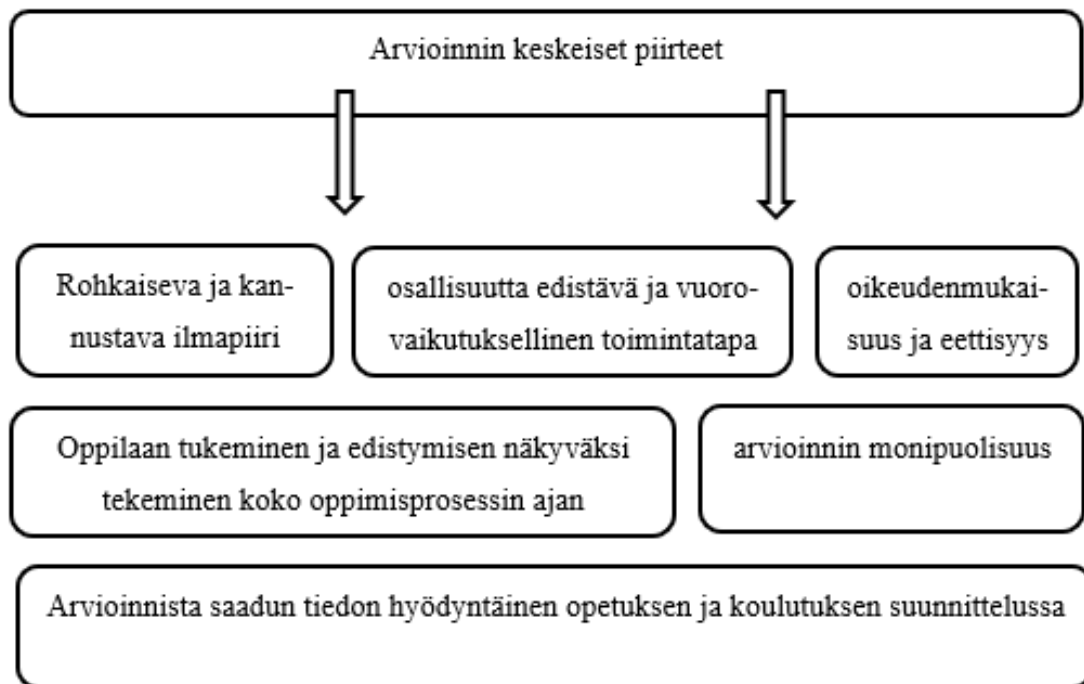 Arvioinnin keskeiset piirteet
Rohkaiseva ja kan-
nustava ilmapiiri
osallisuutta edistävä ja vuoro-
vaikutuksellinen toimintatapa
oikeudenmukai-
suus ja eettisyys
Oppilaan tukeminen ja edistymisen näkyväksi
tekeminen koko oppimisprosessin ajan
arvioinnin monipuolisuus
Arvioinnista saadun tiedon hyödyntäinen opetuksen ja koulutuksen suunnittelussa